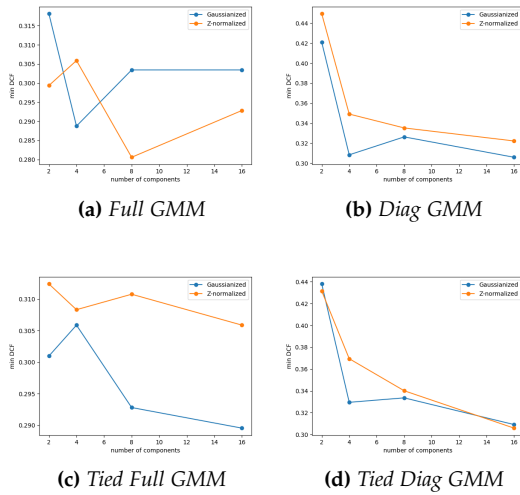 Gaussianized
Z-normalized
0.315
0.310
0.305
0.300
0.295
0.290
0.285
0.280
min DCF
2 4 6 8 10 12 14 16
number of components
(a) Full GMM
Gaussianized
Z-normalized
0.44
0.42
0.40
0.38
0.36
0.34
0.32
0.30
min DCF
2 4 6 8 10 12 14 16
number of components
(b) Diag GMM
Gaussianized
Z-normalized
0.310
0.305
0.300
0.295
0.290
min DCF
2 4 6 8 10 12 14 16
number of components
(c) Tied Full GMM
Gaussianized
Z-normalized
0.44
0.42
0.40
0.38
0.36
0.34
0.32
0.30
min DCF
2 4 6 8 10 12 14 16
number of components
(d) Tied Diag GMM